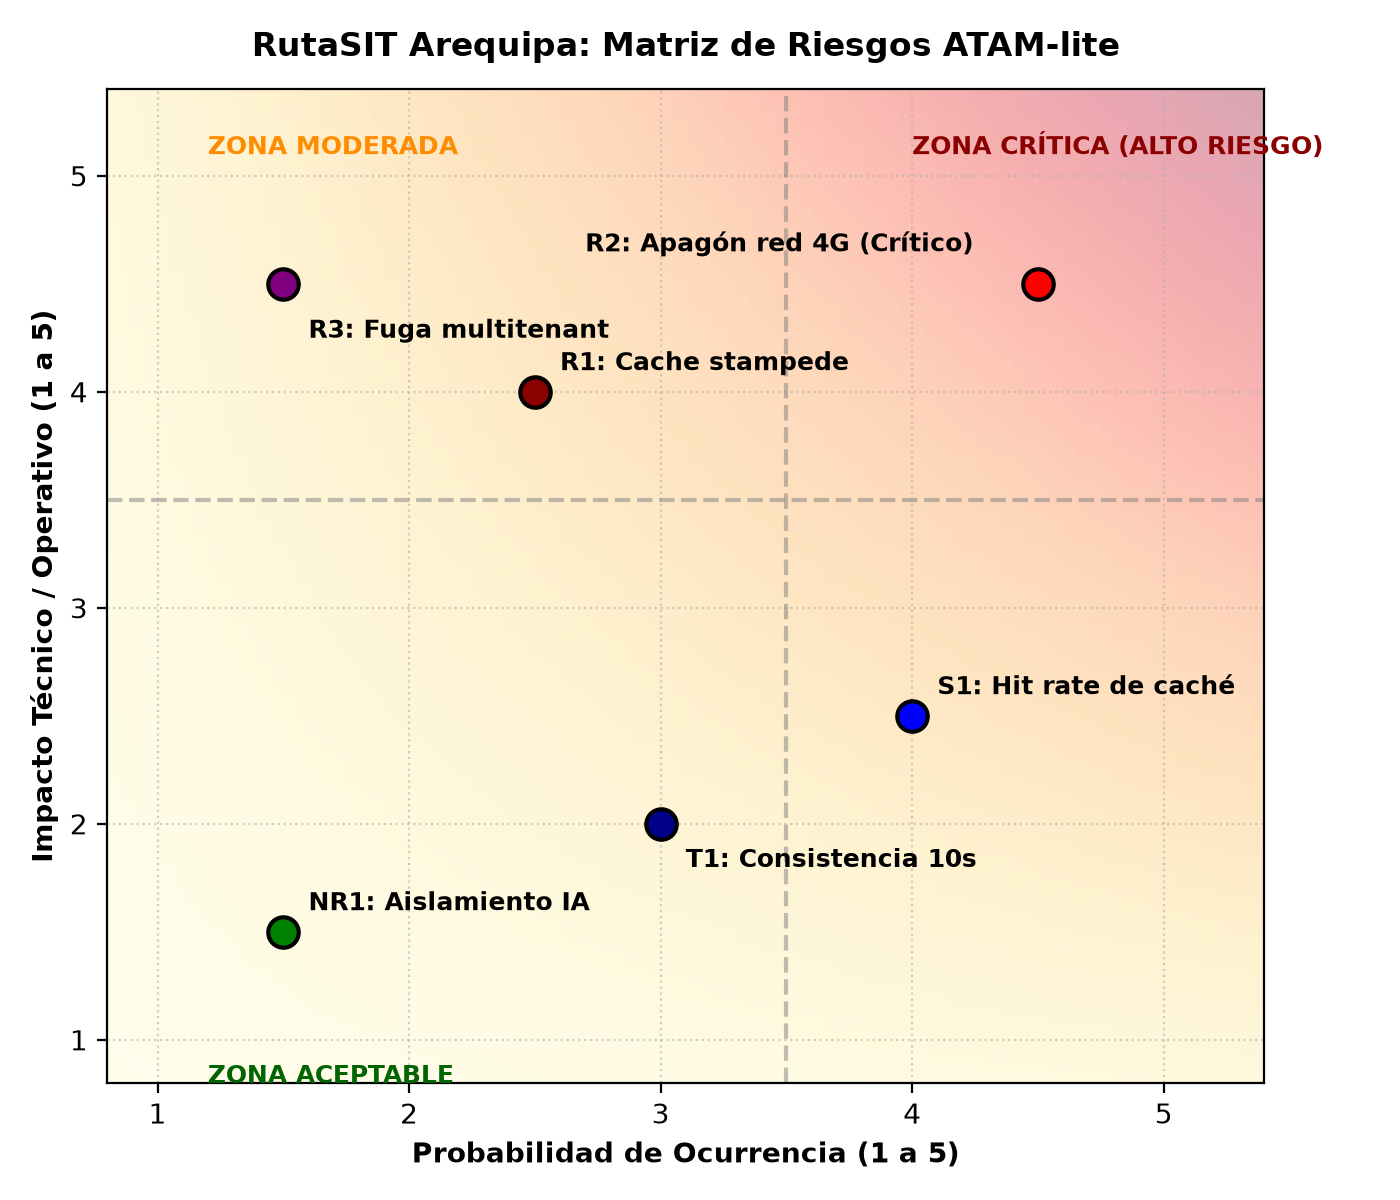 RutaSIT Arequipa: Matriz de Riesgos ATAM-lite
ZONA MODERADA
ZONA CRÍTICA (ALTO RIESGO)
5
R2: Apagón red 4G (Crítico)
R3: Fuga multitenant
R1: Cache stampede
4
Impacto Técnico / Operativo (1 a 5)
3
S1: Hit rate de caché
2
T1: Consistencia 10s
NR1: Aislamiento IA
1
ZONA ACEPTABLE
1 2 3 4 5
Probabilidad de Ocurrencia (1 a 5)